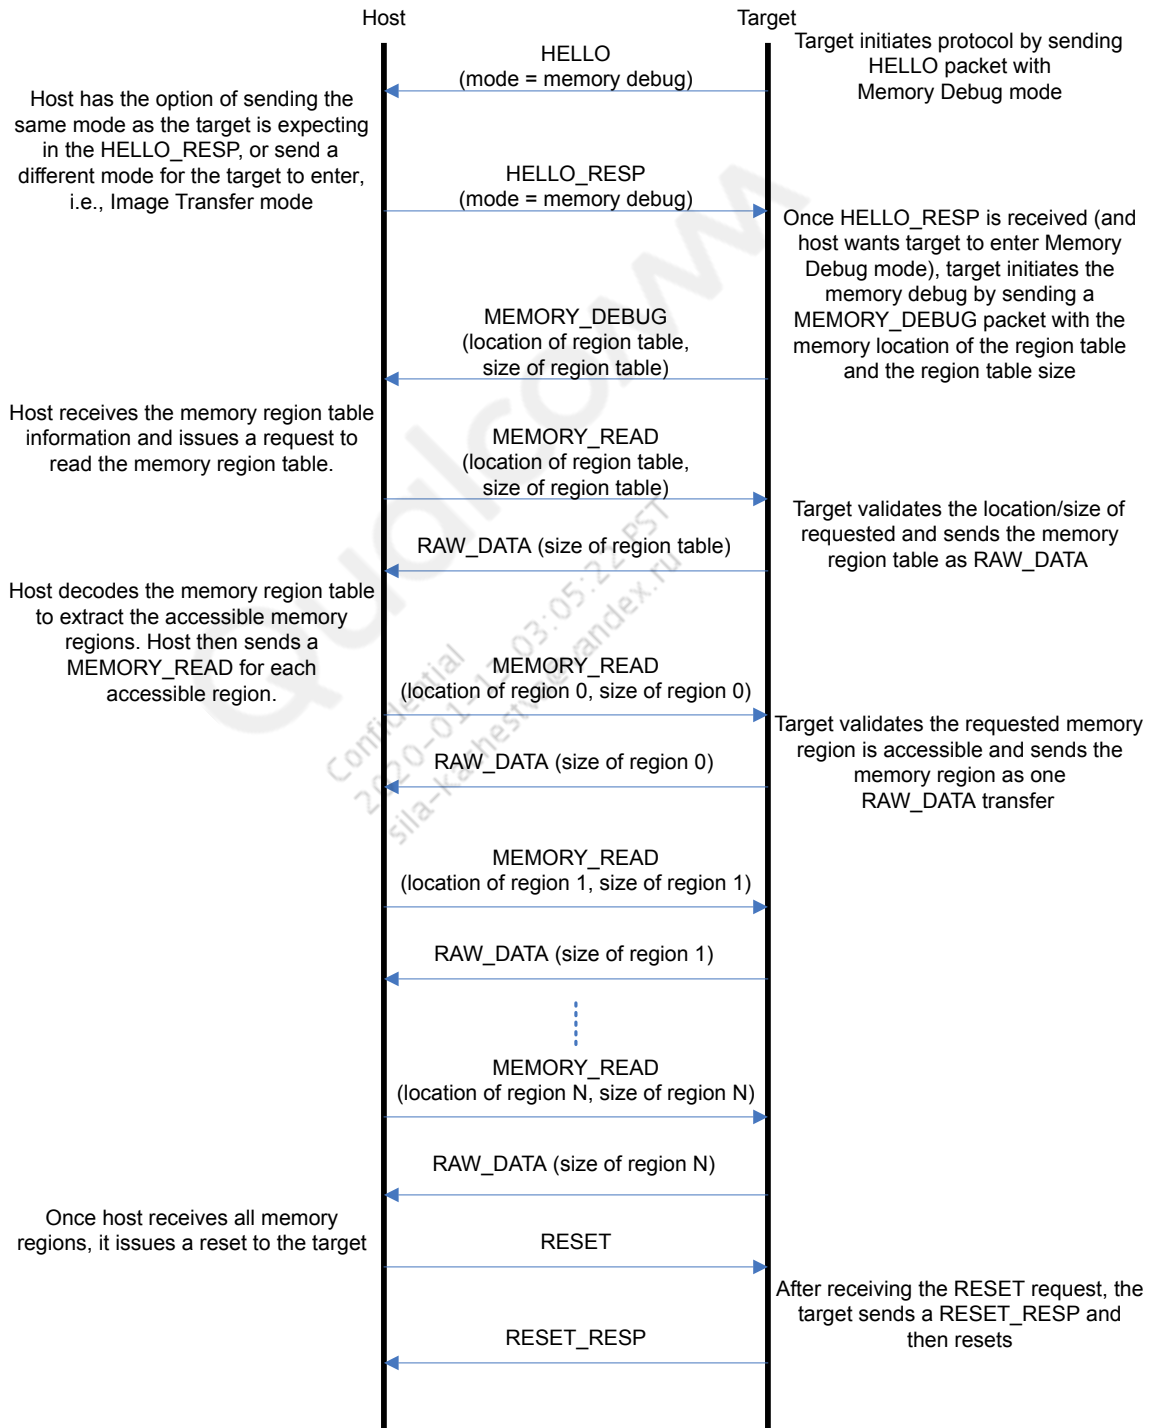 Host
Target
HELLO
(mode = memory debug)
Target initiates protocol by sending
HELLO packet with
Memory Debug mode
Host has the option of sending the
same mode as the target is expecting
in the HELLO_RESP, or send a
different mode for the target to enter,
i.e., Image Transfer mode
HELLO_RESP
(mode = memory debug)
Once HELLO_RESP is received (and
host wants target to enter Memory
Debug mode), target initiates the
memory debug by sending a
MEMORY_DEBUG packet with the
memory location of the region table
and the region table size
MEMORY_DEBUG
(location of region table,
size of region table)
Host receives the memory region table
information and issues a request to
read the memory region table.
MEMORY_READ
(location of region table,
size of region table)
Target validates the location/size of
requested and sends the memory
region table as RAW_DATA
RAW_DATA (size of region table)
Host decodes the memory region table
to extract the accessible memory
regions. Host then sends a
MEMORY_READ for each
accessible region.
MEMORY_READ
(location of region 0, size of region 0)
Target validates the requested memory
region is accessible and sends the
memory region as one
RAW_DATA transfer
RAW_DATA (size of region 0)
MEMORY_READ
(location of region 1, size of region 1)
RAW_DATA (size of region 1)
MEMORY_READ
(location of region N, size of region N)
RAW_DATA (size of region N)
Once host receives all memory
regions, it issues a reset to the target
RESET
After receiving the RESET request, the
target sends a RESET_RESP and
then resets
RESET_RESP
Qualcomm
Confidential